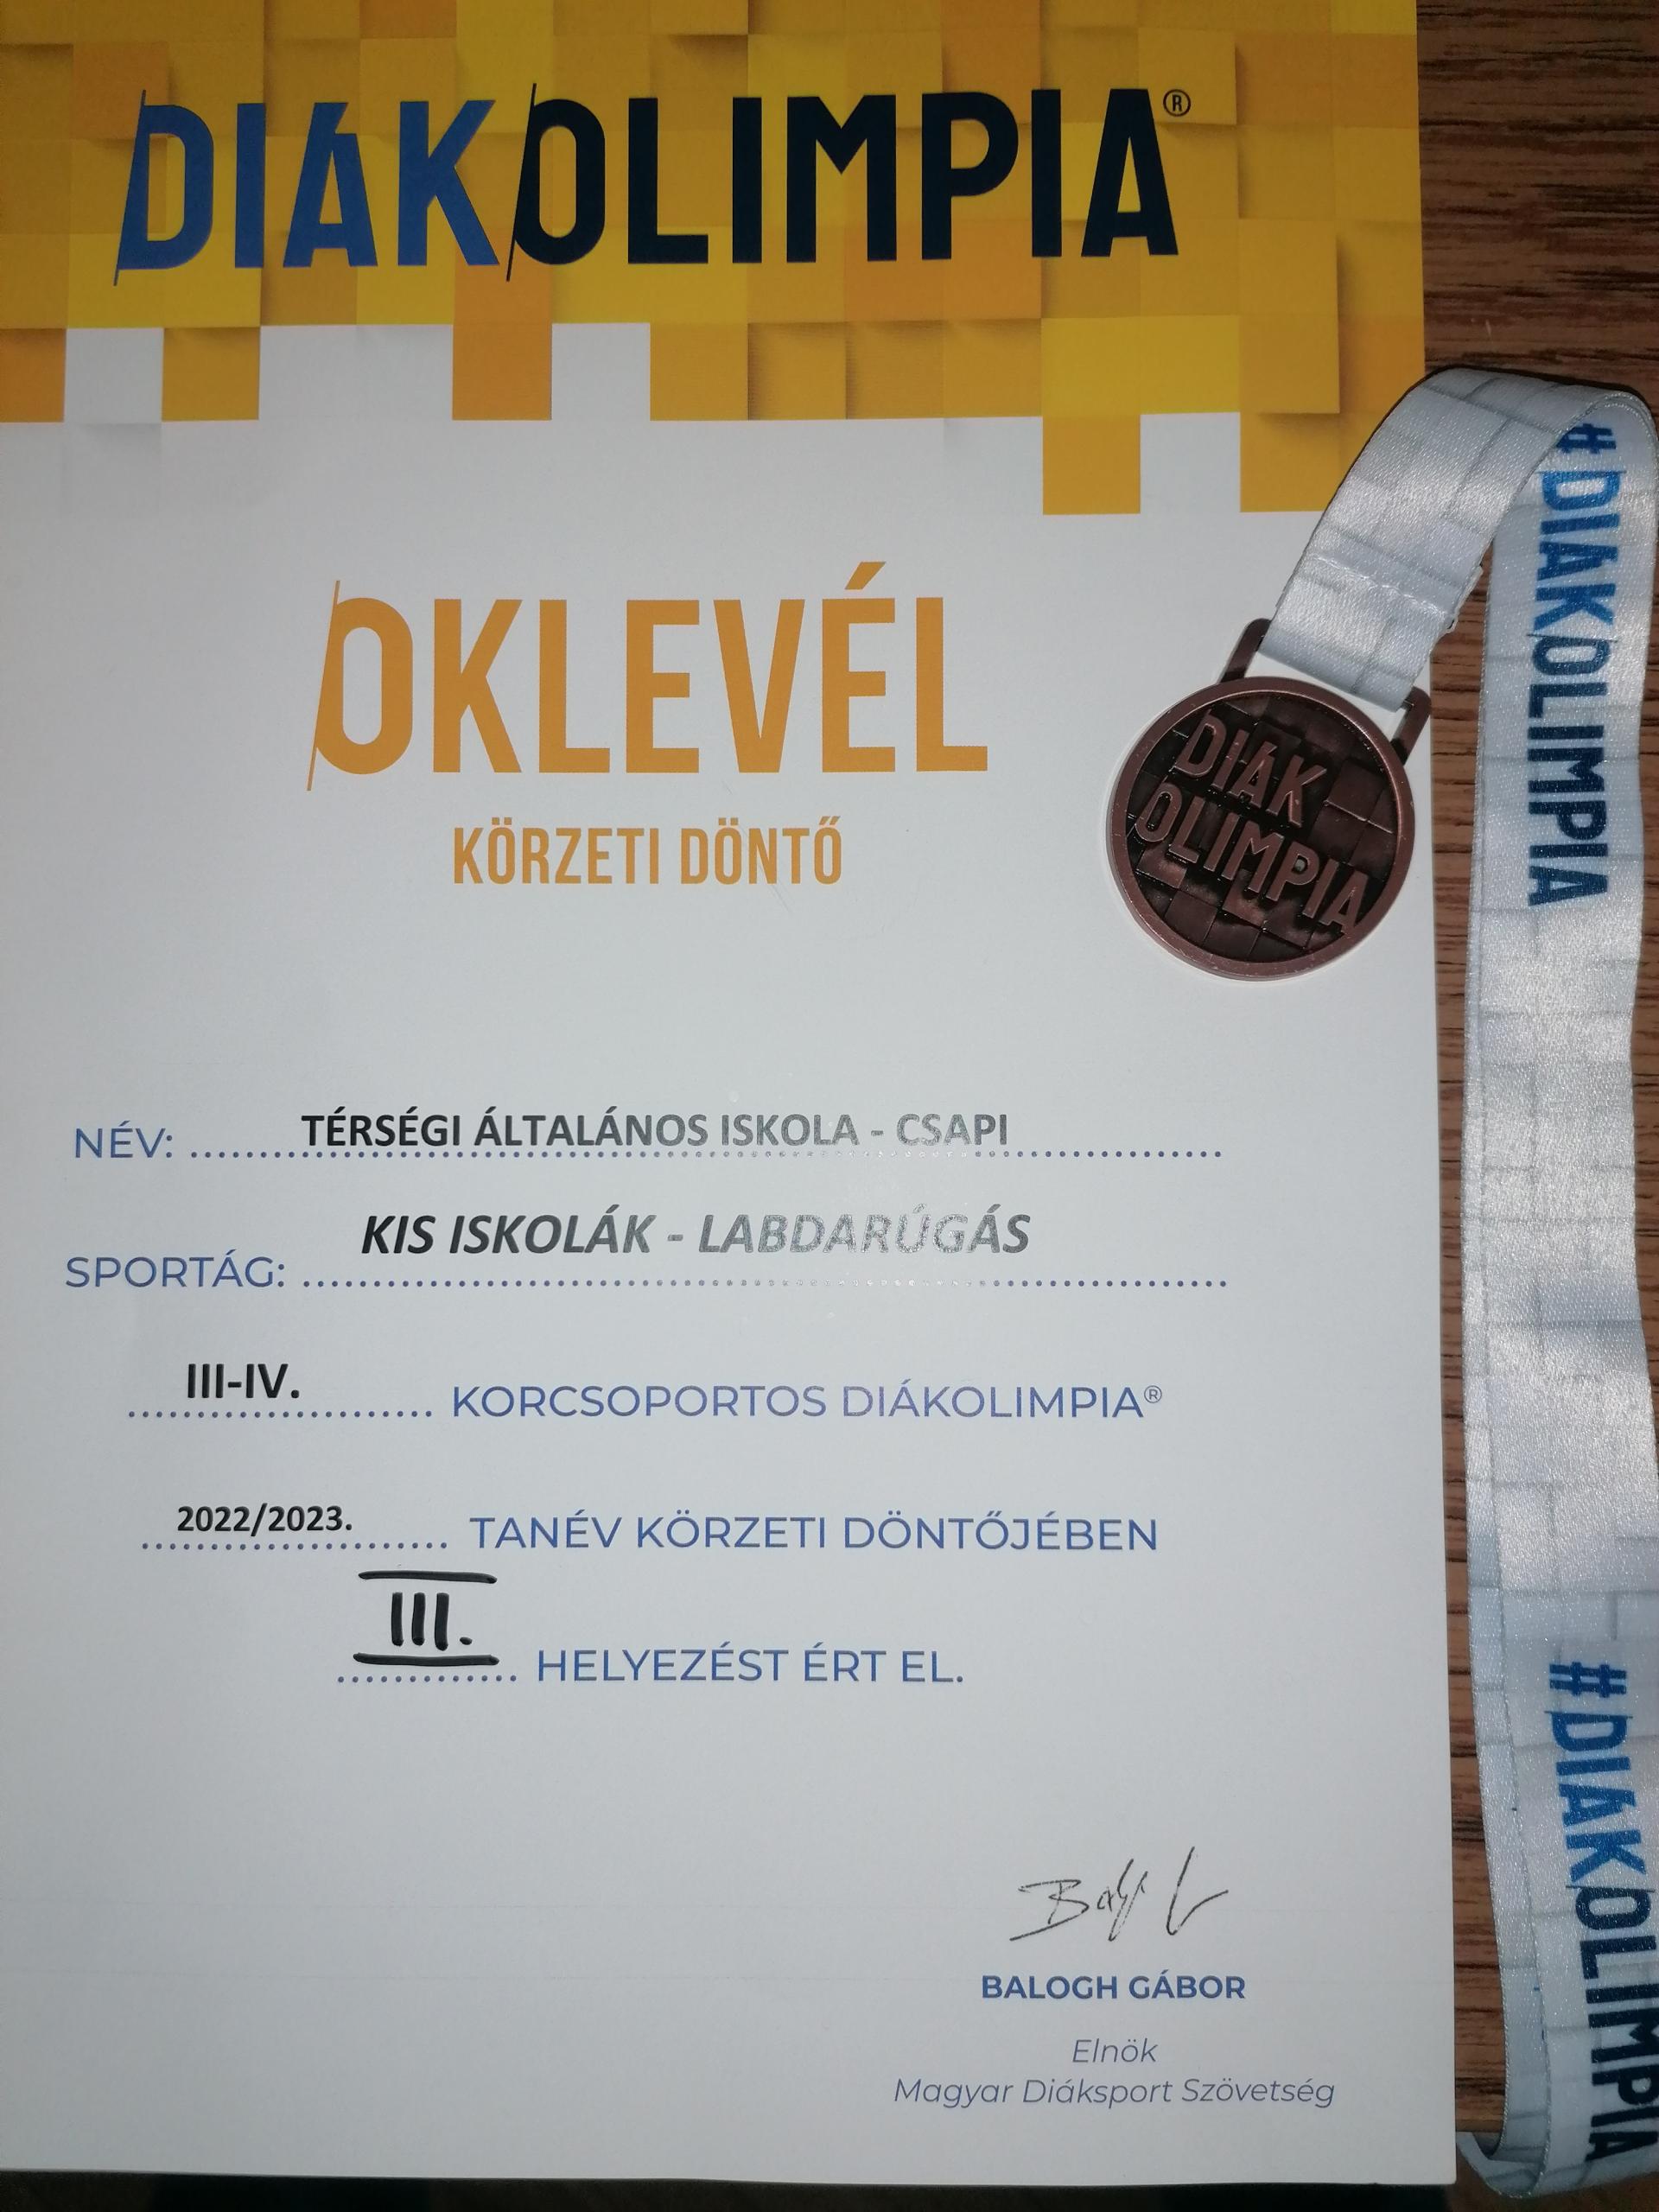 DIÁKOLIMPIA®
OKLEVÉL
KÖRZETI DÖNTŐ
DIÁK
OLIMPIA
#DIÁKOLIMPIA
NÉV: TÉRSÉGI ÁLTALÁNOS ISKOLA - CSAPI
SPORTÁG: KIS ISKOLÁK - LABDARÚGÁS
III-IV. KORCSOPORTOS DIÁKOLIMPIA®
2022/2023. TANÉV KÖRZETI DÖNTŐJÉBEN
III. HELYEZÉST ÉRT EL.
#DIÁKOLIMPIA
BALOGH GÁBOR
Elnök
Magyar Diáksport Szövetség